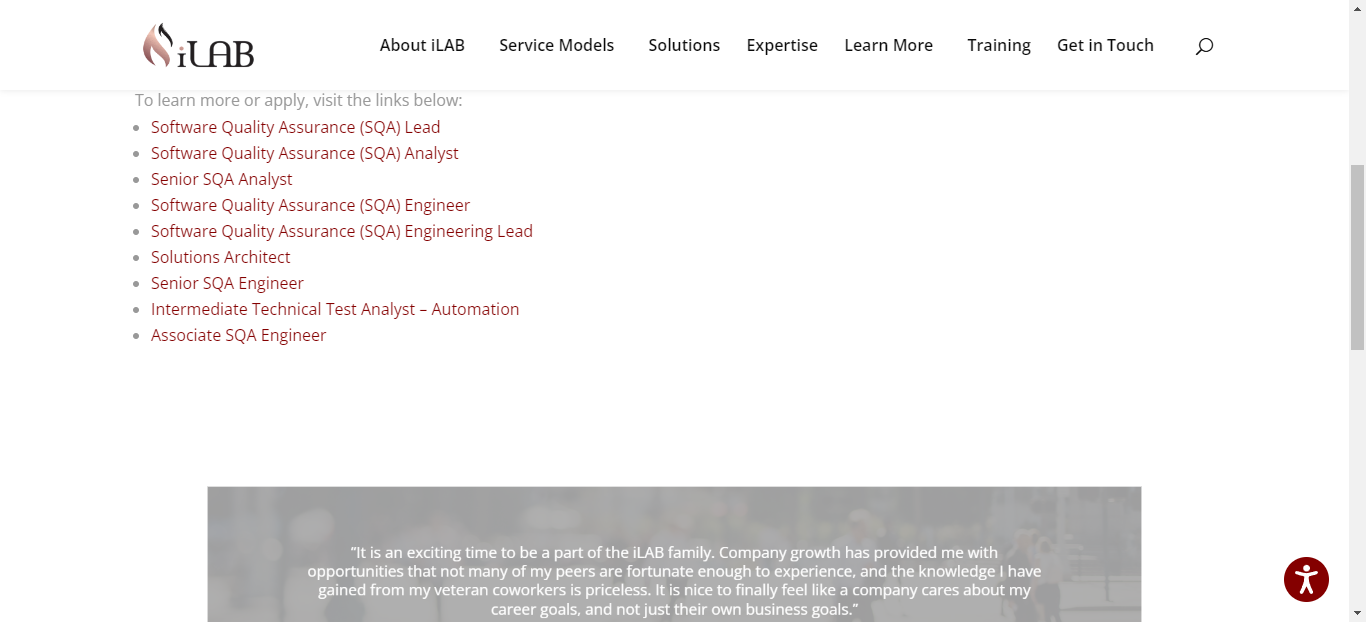 iLAB
About iLAB
Service Models
Solutions
Expertise
Learn More
Training
Get in Touch
To learn more or apply, visit the links below:
Software Quality Assurance (SQA) Lead
Software Quality Assurance (SQA) Analyst
Senior SQA Analyst
Software Quality Assurance (SQA) Engineer
Software Quality Assurance (SQA) Engineering Lead
Solutions Architect
Senior SQA Engineer
Intermediate Technical Test Analyst – Automation
Associate SQA Engineer
“It is an exciting time to be a part of the iLAB family. Company growth has provided me with
opportunities that not many of my peers are fortunate enough to experience, and the knowledge I have
gained from my veteran coworkers is priceless. It is nice to finally feel like a company cares about my
career goals, and not just their own business goals.”